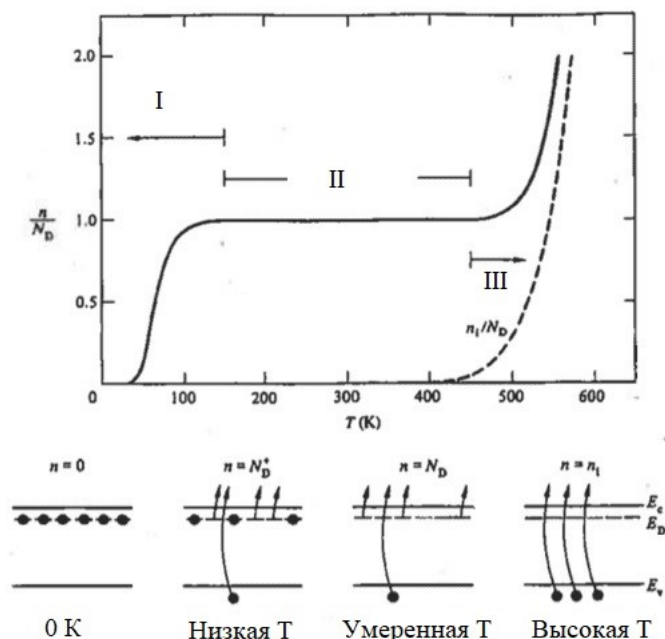 2.0
I
1.5
II
n
N_D
1.0
III
0.5
n_i/N_D
0 100 200 300 400 500 600
T (K)
n = 0 n = N_D^+ n = N_D n = n_i
E_c
E_D
E_v
0 K Низкая Т Умеренная Т Высокая Т